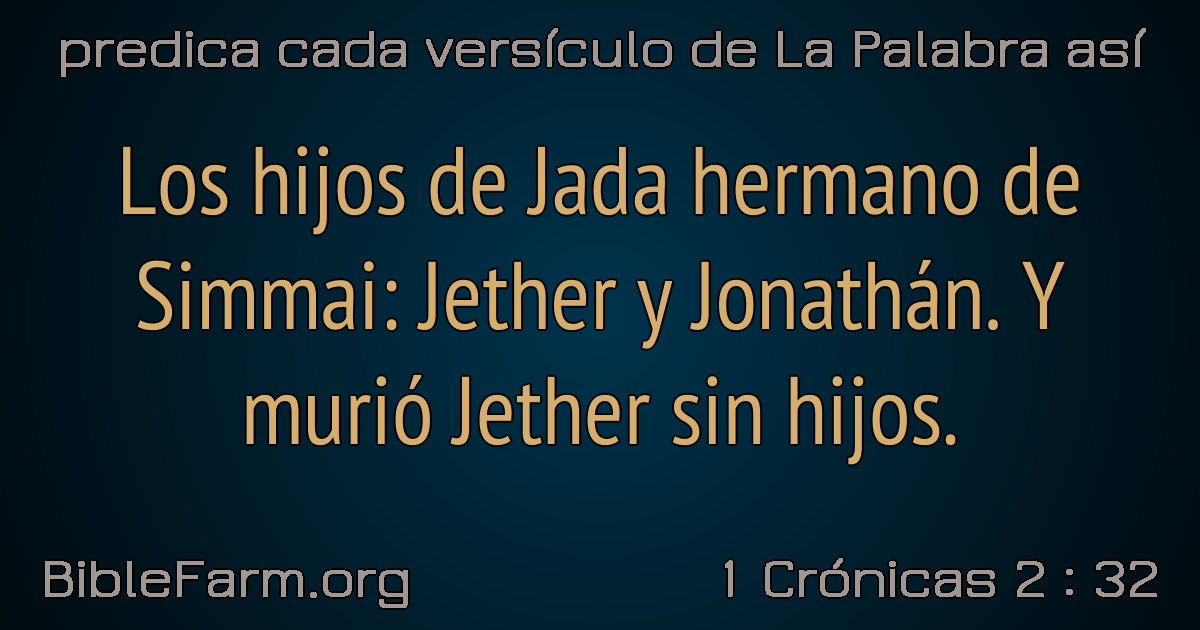 predica cada versículo de La Palabra así
Los hijos de Jada hermano de
Simmai: Jether y Jonathán. Y
murió Jether sin hijos.
BibleFarm.org
1 Crónicas 2 : 32